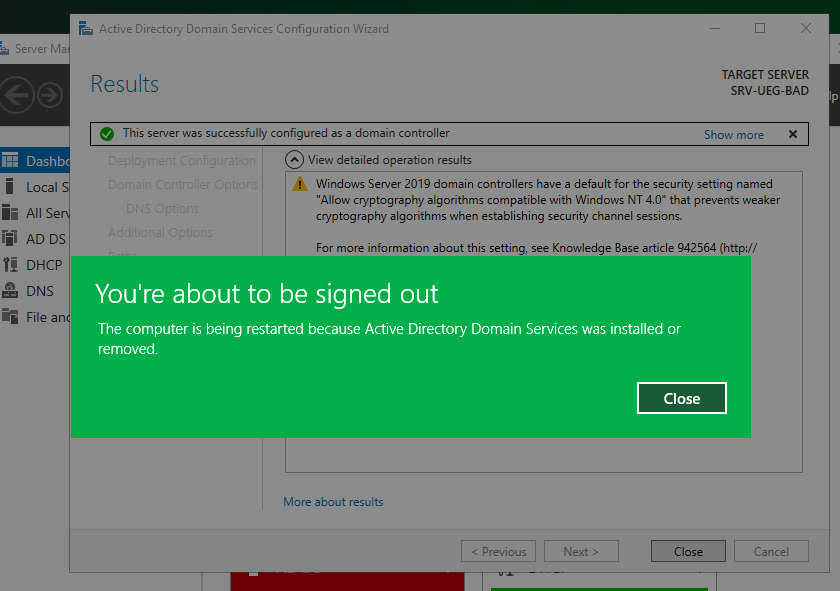 Active Directory Domain Services Configuration Wizard
Server Man
Results
TARGET SERVER
SRV-UEG-BAD
This server was successfully configured as a domain controller
Show more
Dashbo
Local S
All Serv
AD DS
DHCP
DNS
File and
Deployment Configuration
Domain Controller Options
DNS Options
Additional Options
Paths
View detailed operation results
Windows Server 2019 domain controllers have a default for the security setting named
"Allow cryptography algorithms compatible with Windows NT 4.0" that prevents weaker
cryptography algorithms when establishing security channel sessions.
For more information about this setting, see Knowledge Base article 942564 (http://
You're about to be signed out
The computer is being restarted because Active Directory Domain Services was installed or
removed.
Close
More about results
< Previous
Next >
Close
Cancel